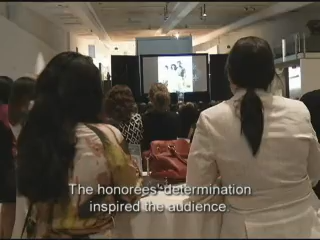 The honorees' determination
inspired the audience.